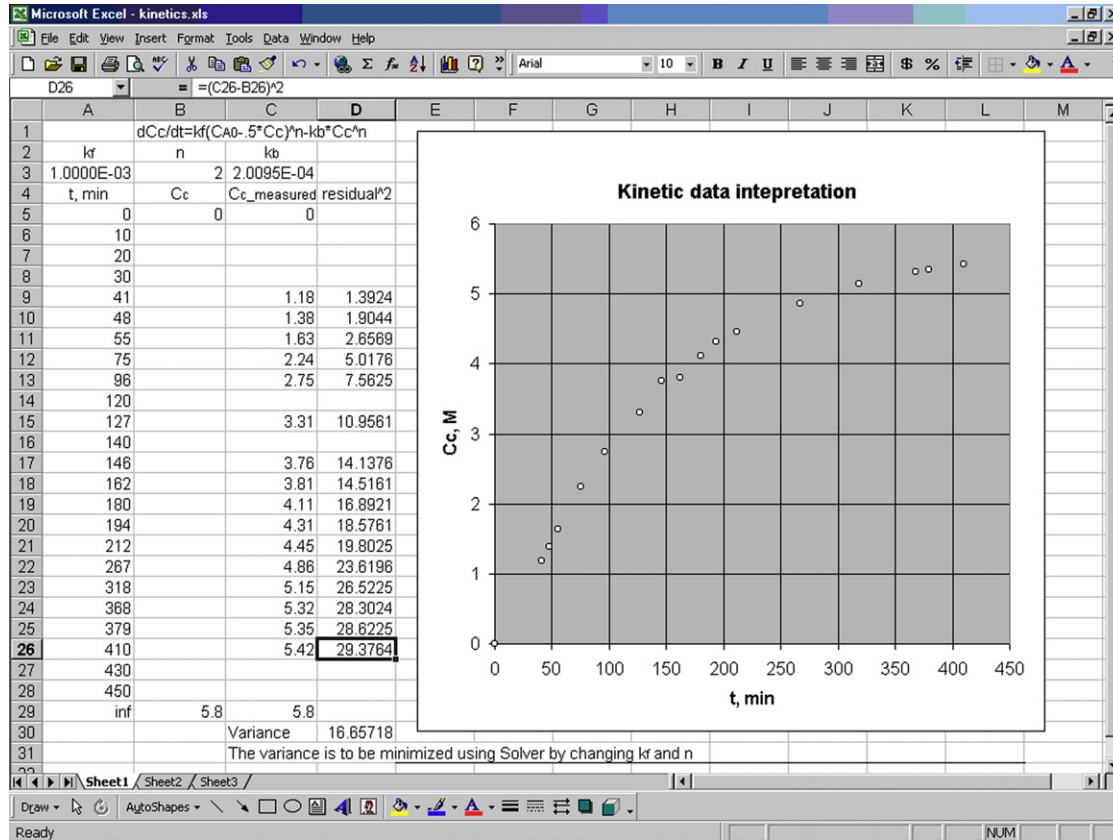 Microsoft Excel - kinetics.xls
File Edit View Insert Format Tools Data Window Help
Arial 10 B I U $ %
D26 = =(C26-B26)^2
A B C D E F G H I J K L M
1 dCc/dt=kf(CA0-.5*Cc)^n-kb*Cc^n
2 kf n kb
3 1.0000E-03 2 2.0095E-04
4 t, min Cc Cc_measured residual^2
5 0 0 0
6 10
7 20
8 30
9 41 1.18 1.3924
10 48 1.38 1.9044
11 55 1.63 2.6569
12 75 2.24 5.0176
13 96 2.75 7.5625
14 120
15 127 3.31 10.9561
16 140
17 146 3.76 14.1376
18 162 3.81 14.5161
19 180 4.11 16.8921
20 194 4.31 18.5761
21 212 4.45 19.8025
22 267 4.86 23.6196
23 318 5.15 26.5225
24 368 5.32 28.3024
25 379 5.35 28.6225
26 410 5.42 29.3764
27 430
28 450
29 inf 5.8 5.8
30 Variance 16.65718
31 The variance is to be minimized using Solver by changing kf and n
Kinetic data intepretation
6
5
4
3
2
1
0
Cc, M
0 50 100 150 200 250 300 350 400 450
t, min
Sheet1 Sheet2 Sheet3
Draw AutoShapes
Ready NUM